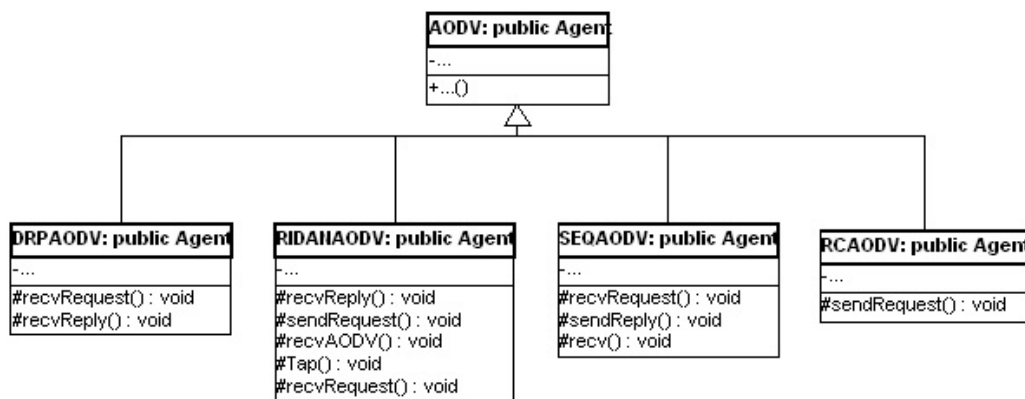 AODV: public Agent
-...
+...()
DRPAODV: public Agent
-...
#recvRequest() : void
#recvReply() : void
RIDANAODV: public Agent
-...
#recvReply() : void
#sendRequest() : void
#recvAODV() : void
#Tap() : void
#recvRequest() : void
SEQAODV: public Agent
-...
#recvRequest() : void
#sendReply() : void
#recv() : void
RCAODV: public Agent
-...
#sendRequest() : void